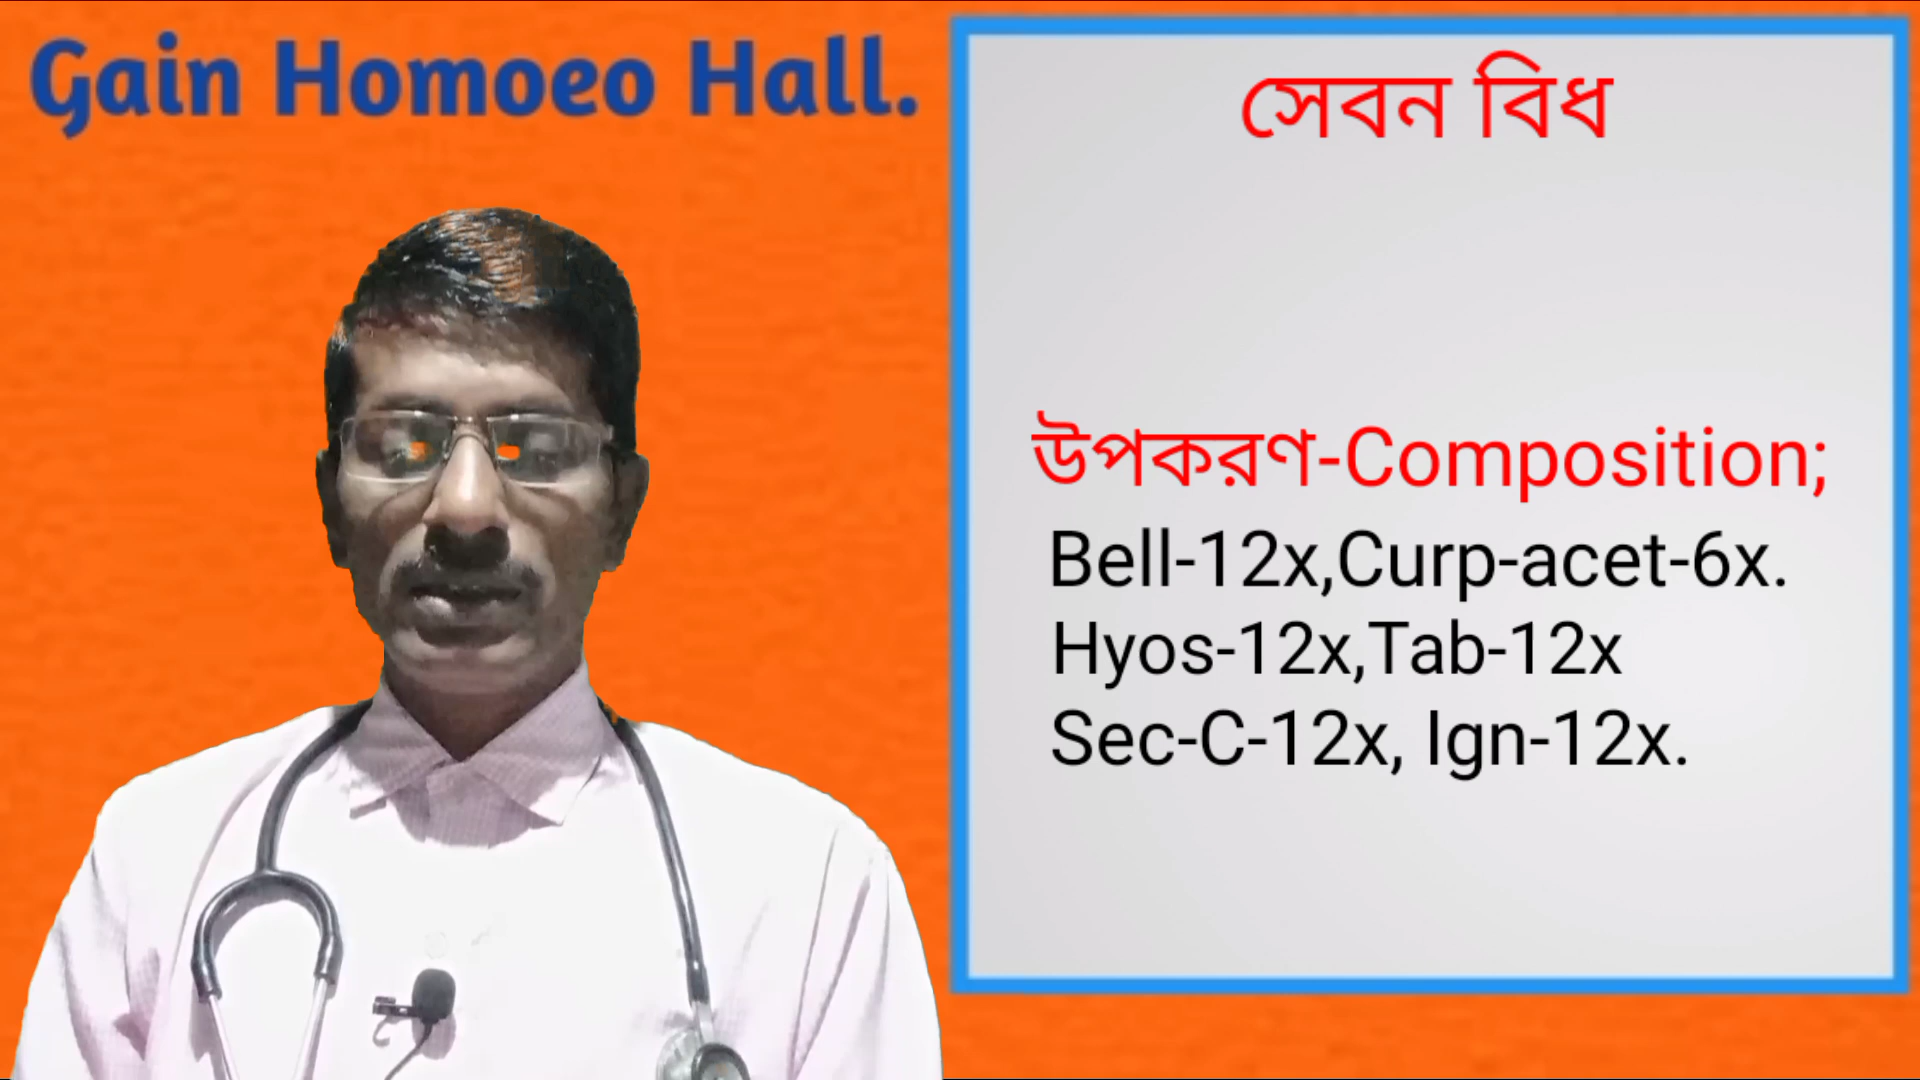 Gain Homoeo Hall.
সেবন বিধ
উপকরণ-Composition;
Bell-12x,Curp-acet-6x.
Hyos-12x,Tab-12x
Sec-C-12x, Ign-12x.